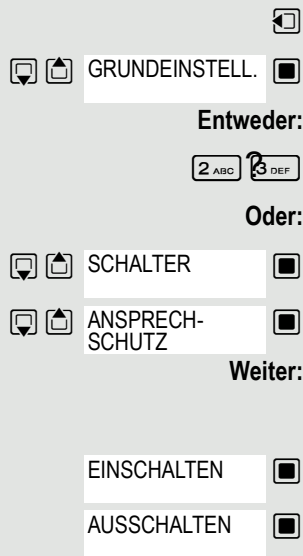 GRUNDEINSTELL.
Entweder:
2 ABC ? 3 DEF
Oder:
SCHALTER
ANSPRECH-
SCHUTZ
Weiter:
EINSCHALTEN
AUSSCHALTEN